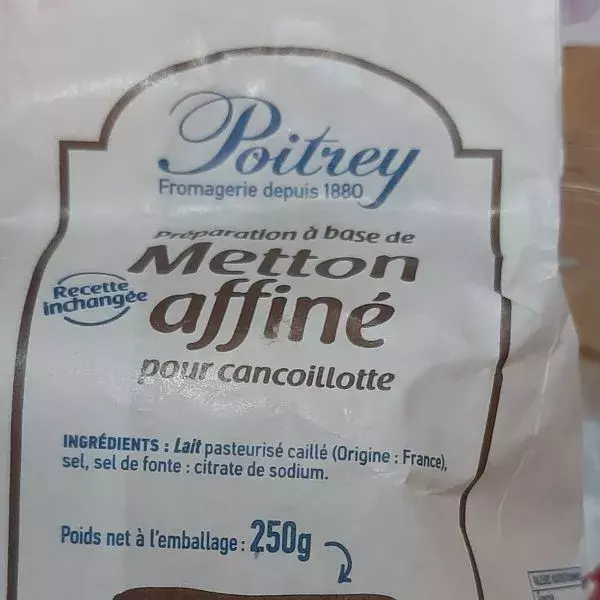 Poitrey
Fromagerie depuis 1880
Préparation à base de
Metton
affiné
Recette
inchangée
pour cancoillotte
INGRÉDIENTS : Lait pasteurisé caillé (Origine : France),
sel, sel de fonte : citrate de sodium.
Poids net à l'emballage : 250g